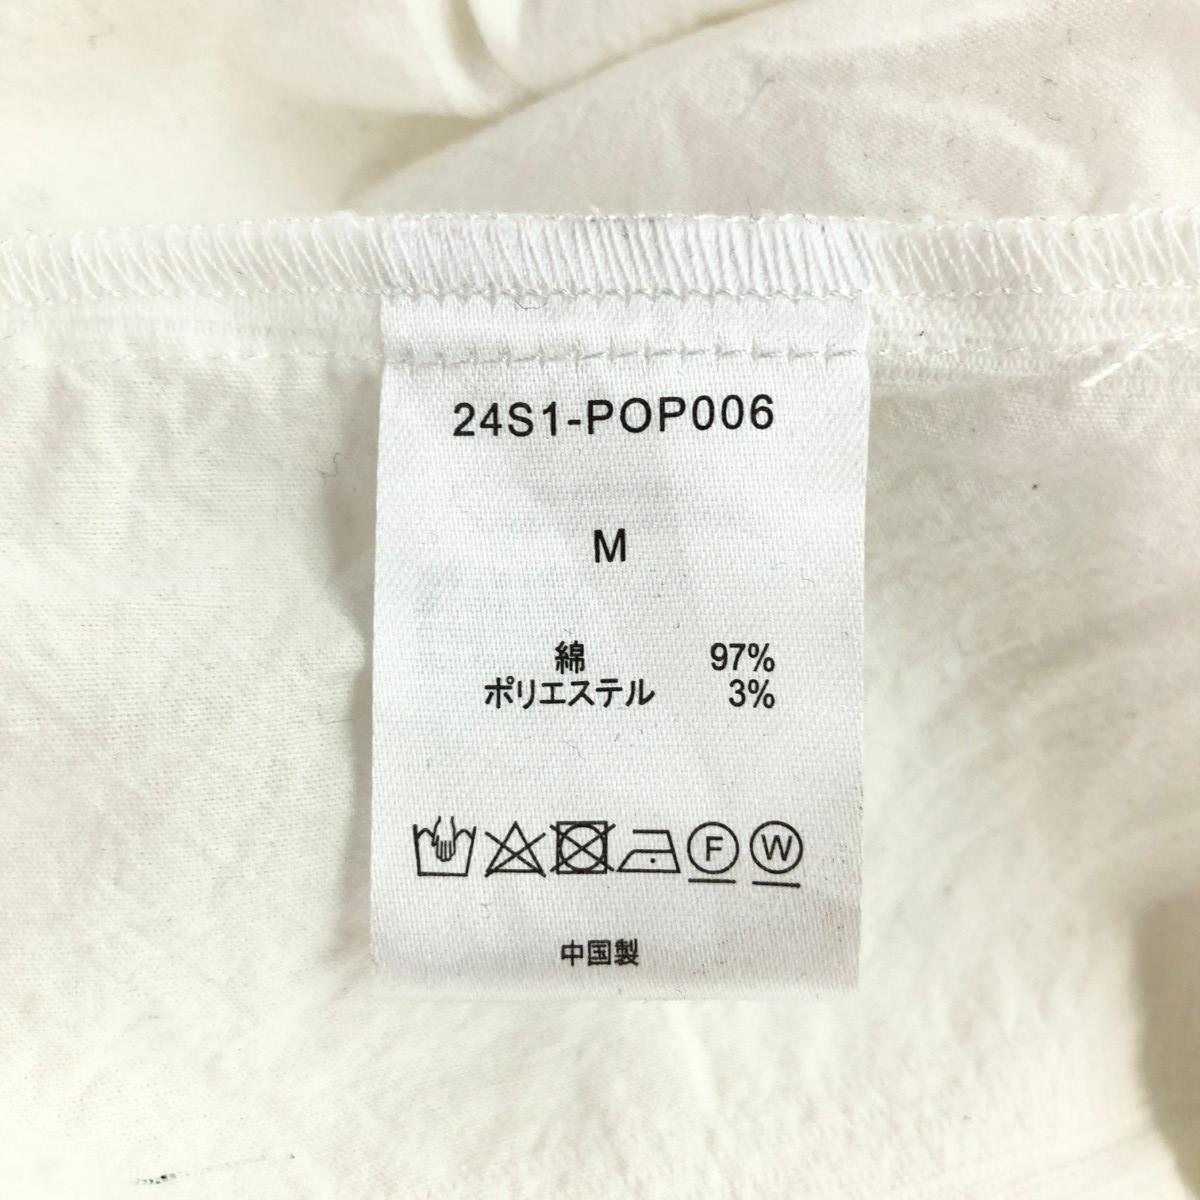 24S1-POP006
M
綿 97%
ポリエステル 3%
F W
中国製